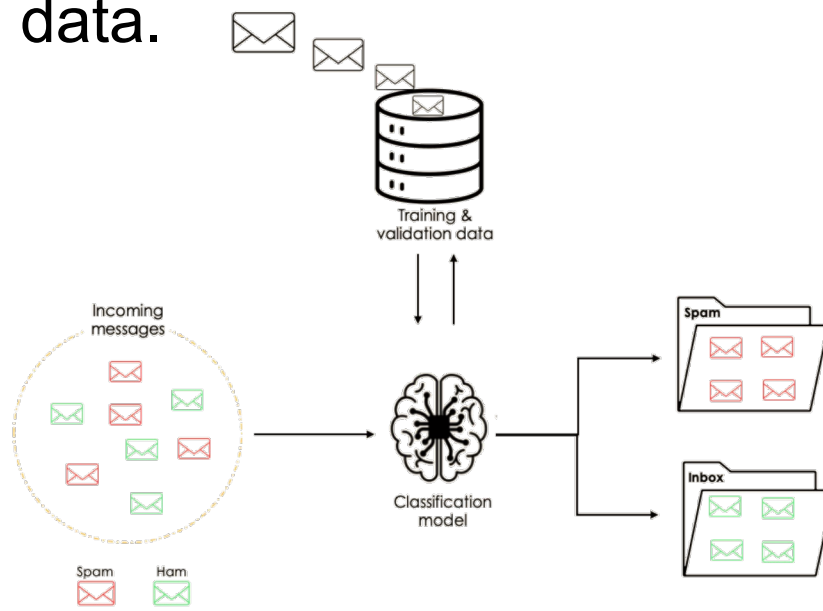 data.
Training &
validation data
Incoming
messages
Spam
Classification
model
Inbox
Spam
Ham